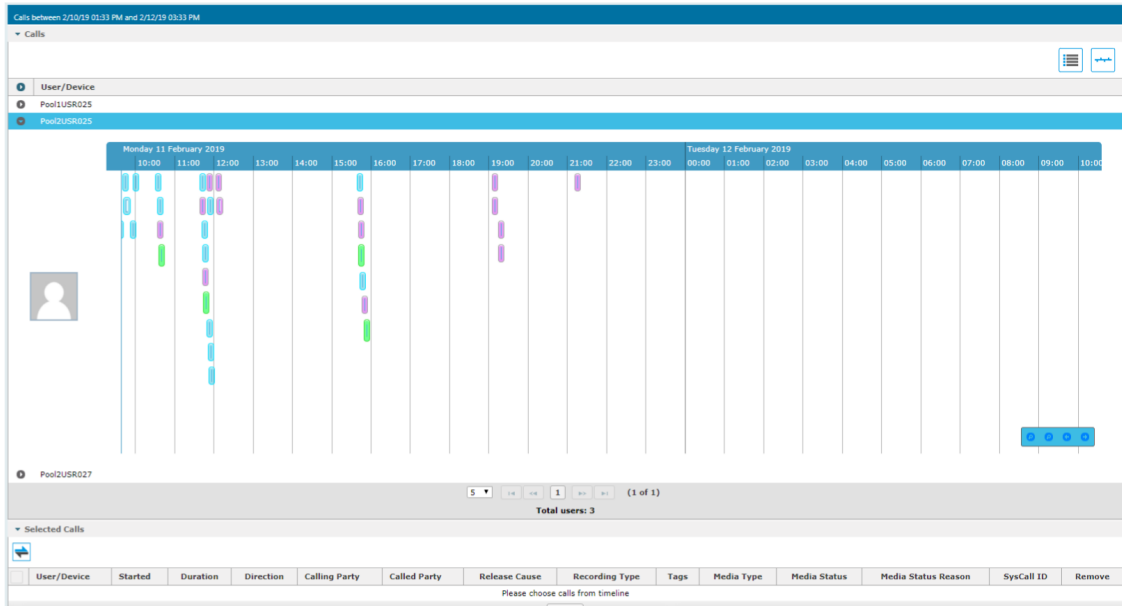 Calls between 2/10/19 01:33 PM and 2/12/19 03:33 PM
Calls
User/Device
Pool1USR025
Pool2USR025
Monday 11 February 2019 Tuesday 12 February 2019
10:00 11:00 12:00 13:00 14:00 15:00 16:00 17:00 18:00 19:00 20:00 21:00 22:00 23:00 00:00 01:00 02:00 03:00 04:00 05:00 06:00 07:00 08:00 09:00 10:00
Pool2USR027
5 1 (1 of 1)
Total users: 3
Selected Calls
User/Device Started Duration Direction Calling Party Called Party Release Cause Recording Type Tags Media Type Media Status Media Status Reason SysCall ID Remove
Please choose calls from timeline